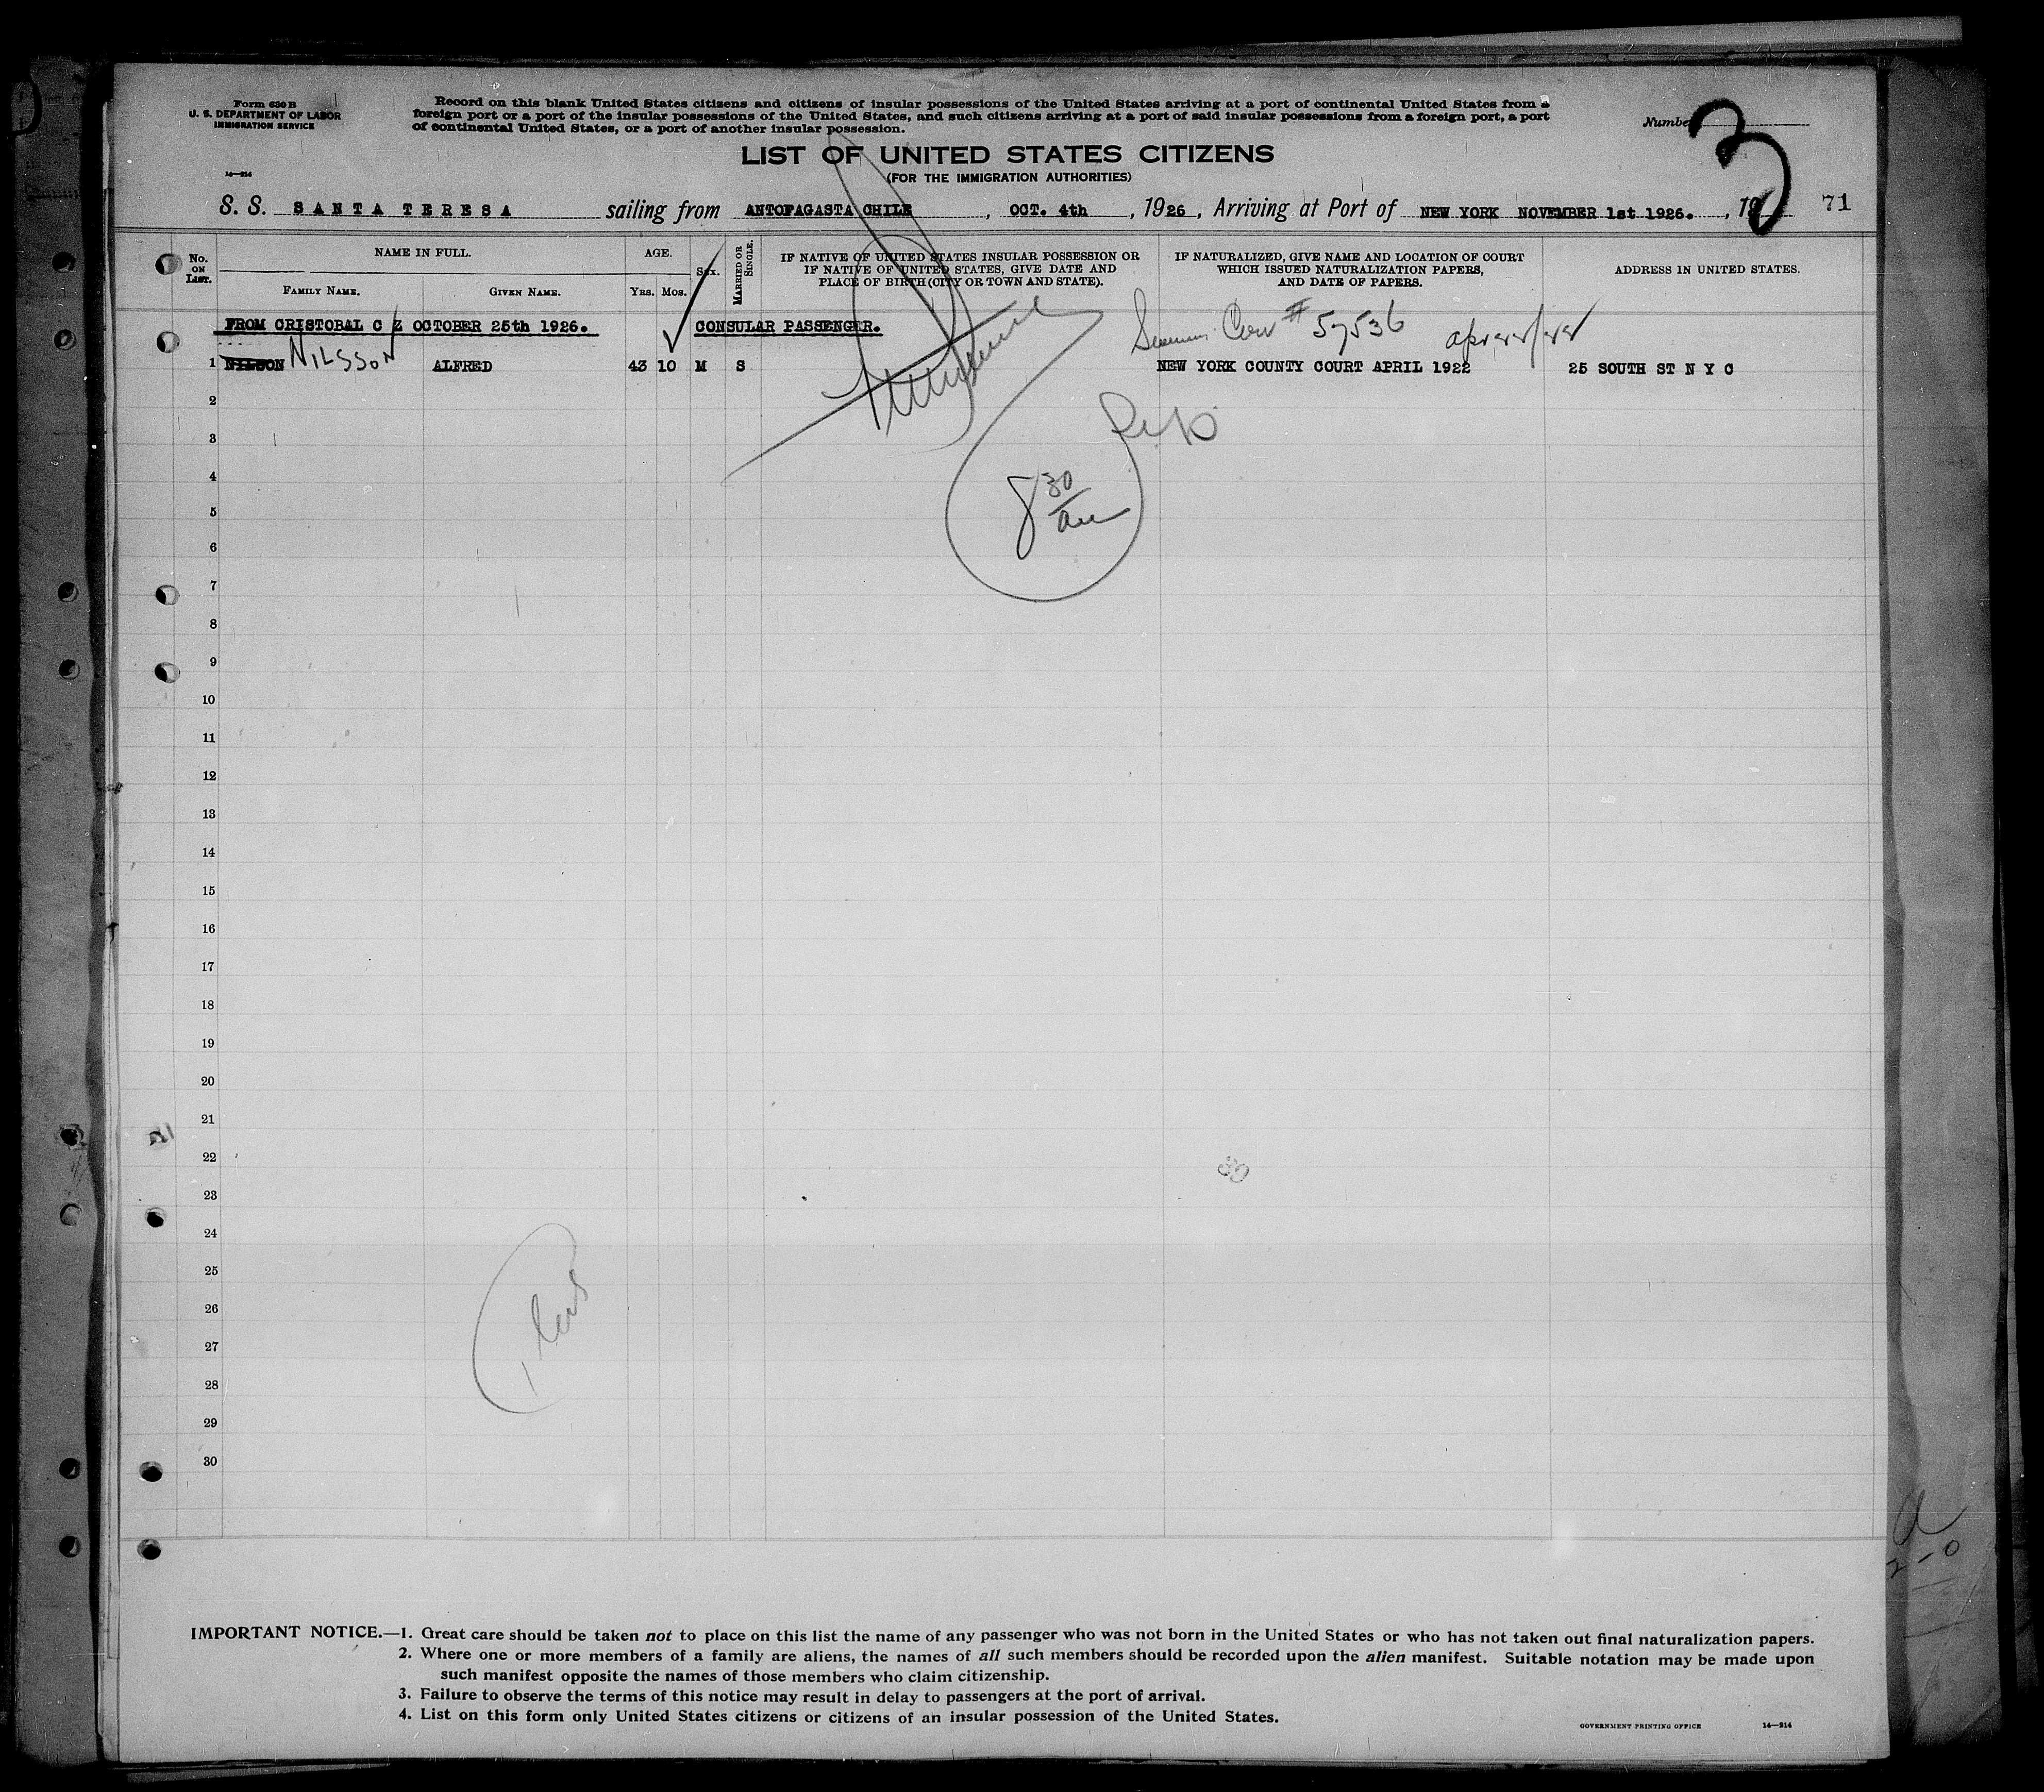 Form 630 B
U. S. DEPARTMENT OF LABOR
IMMIGRATION SERVICE
14—214
Record on this blank United States citizens and citizens of insular possessions of the United States arriving at a port of continental United States from a
foreign port or a port of the insular possessions of the United States, and such citizens arriving at a port of said insular possessions from a foreign port, a port
of continental United States, or a port of another insular possession.
Number 3
LIST OF UNITED STATES CITIZENS
(FOR THE IMMIGRATION AUTHORITIES)
S. S. SANTA TERESA sailing from ANTOFAGASTA CHILE, OCT. 4th, 1926, Arriving at Port of NEW YORK NOVEMBER 1st 1926., 19 71
No. ON LIST.
NAME IN FULL.
FAMILY NAME.
GIVEN NAME.
AGE.
YRS. MOS.
SEX.
MARRIED OR SINGLE.
IF NATIVE OF UNITED STATES INSULAR POSSESSION OR
IF NATIVE OF UNITED STATES, GIVE DATE AND
PLACE OF BIRTH (CITY OR TOWN AND STATE).
IF NATURALIZED, GIVE NAME AND LOCATION OF COURT
WHICH ISSUED NATURALIZATION PAPERS,
AND DATE OF PAPERS.
ADDRESS IN UNITED STATES.
FROM CRISTOBAL C Z OCTOBER 25th 1926. CONSULAR PASSENGER.
# 57536
1 NILSON NILSSON ALFRED 43 10 M S NEW YORK COUNTY COURT APRIL 1922 25 SOUTH ST N Y C
2
3
4
8 30
5
6
7
8
9
10
11
12
13
14
15
16
17
18
19
20
21
22
23
24
25
26
27
28
29
30
IMPORTANT NOTICE.—1. Great care should be taken not to place on this list the name of any passenger who was not born in the United States or who has not taken out final naturalization papers.
2. Where one or more members of a family are aliens, the names of all such members should be recorded upon the alien manifest. Suitable notation may be made upon
such manifest opposite the names of those members who claim citizenship.
3. Failure to observe the terms of this notice may result in delay to passengers at the port of arrival.
4. List on this form only United States citizens or citizens of an insular possession of the United States.
GOVERNMENT PRINTING OFFICE 14—214